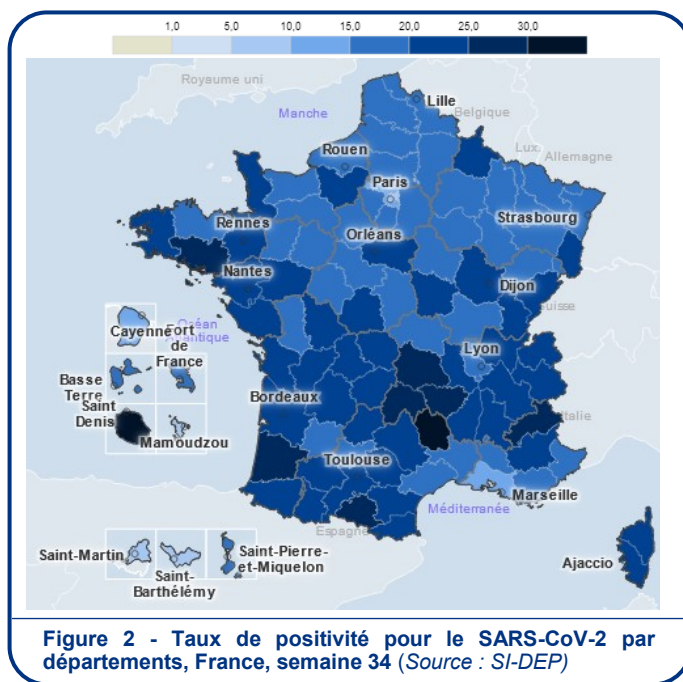 1,0 5,0 10,0 15,0 20,0 25,0 30,0
Royaume uni
Manche
Lille
Belgique
Lux.
Allemagne
Rouen
Paris
Strasbourg
Rennes
Orléans
Nantes
Dijon
Suisse
Océan
Atlantique
Cayenne
Fort
de
France
Lyon
Basse
Terre
Bordeaux
Italie
Saint
Denis
Mamoudzou
Toulouse
Marseille
Méditerranée
Espagne
Saint-Martin
Saint-
Barthélémy
Saint-Pierre-
et-Miquelon
Ajaccio
Figure 2 - Taux de positivité pour le SARS-CoV-2 par
départements, France, semaine 34 (Source : SI-DEP)